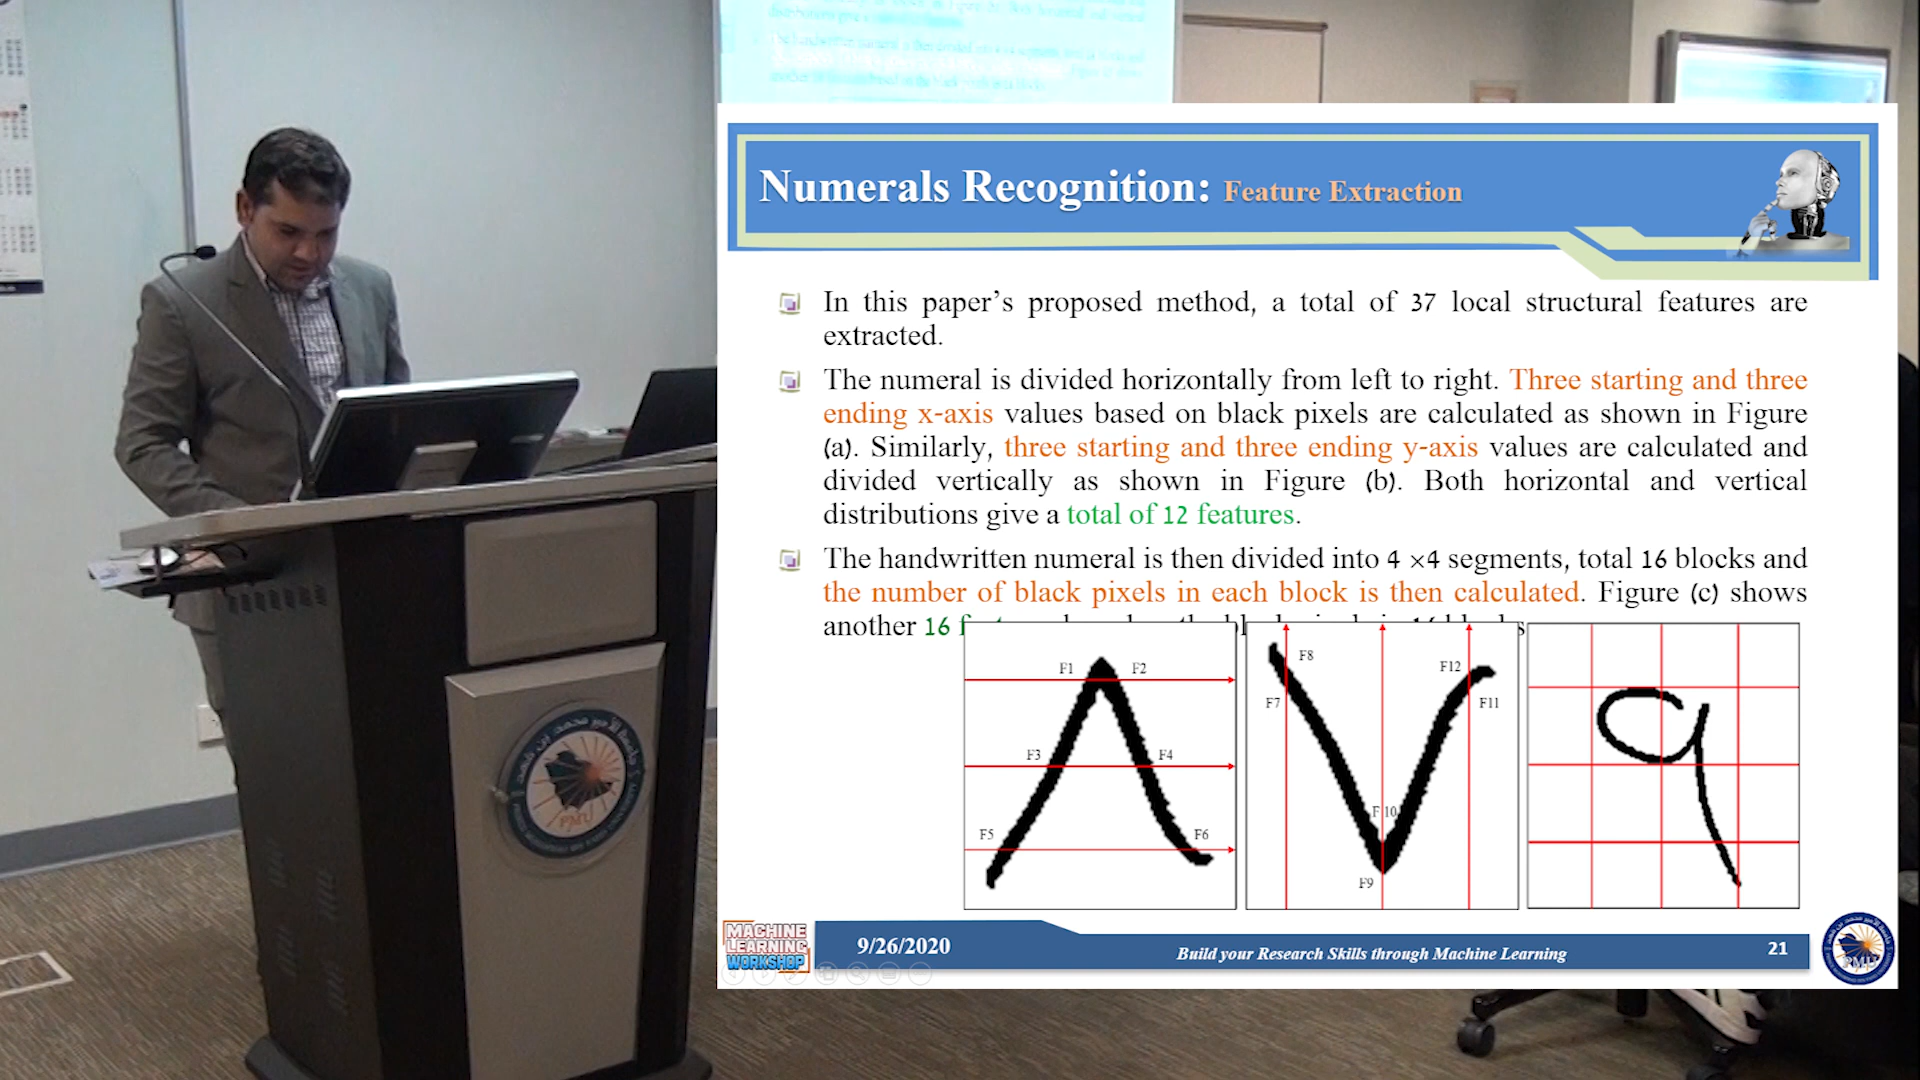 Numerals Recognition: Feature Extraction
In this paper’s proposed method, a total of 37 local structural features are
extracted.
The numeral is divided horizontally from left to right. Three starting and three
ending x-axis values based on black pixels are calculated as shown in Figure
(a). Similarly, three starting and three ending y-axis values are calculated and
divided vertically as shown in Figure (b). Both horizontal and vertical
distributions give a total of 12 features.
The handwritten numeral is then divided into 4 ×4 segments, total 16 blocks and
the number of black pixels in each block is then calculated. Figure (c) shows
another 16
F1 F2
F3 F4
F5 F6
F8
F7
F12
F11
F 10
F9
MACHINE
LEARNING
WORKSHOP
9/26/2020
Build your Research Skills through Machine Learning
21
PMU
PMU